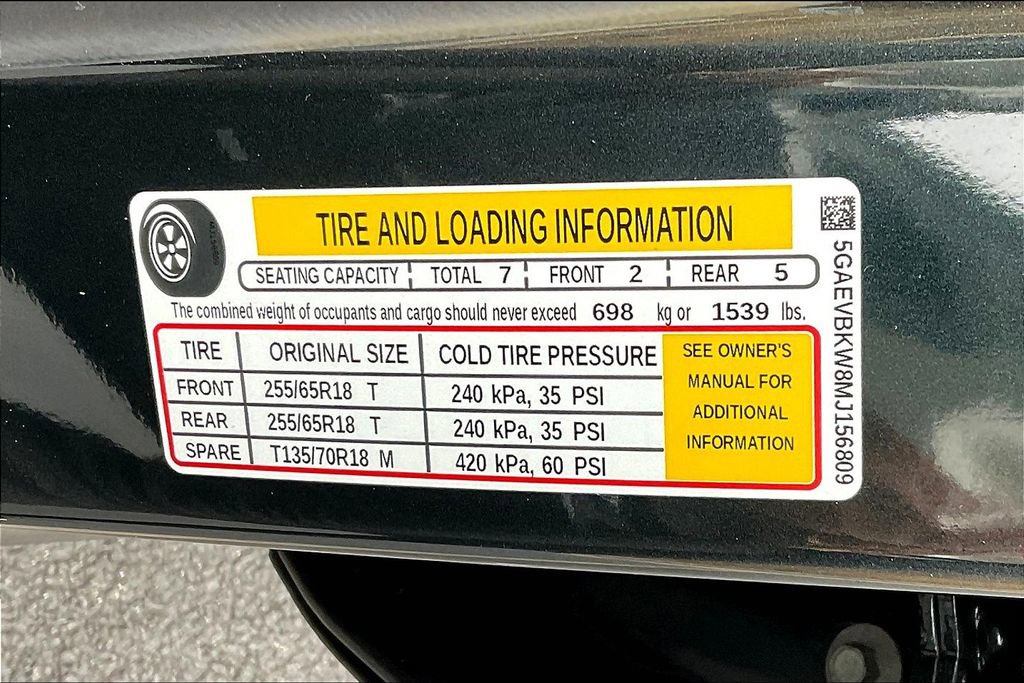 TIRE AND LOADING INFORMATION
SEATING CAPACITY TOTAL 7 FRONT 2 REAR 5
The combined weight of occupants and cargo should never exceed 698 kg or 1539 lbs.
TIRE ORIGINAL SIZE COLD TIRE PRESSURE
FRONT 255/65R18 T 240 kPa, 35 PSI
REAR 255/65R18 T 240 kPa, 35 PSI
SPARE T135/70R18 M 420 kPa, 60 PSI
SEE OWNER'S
MANUAL FOR
ADDITIONAL
INFORMATION
5GAEVBKW8MJ156809